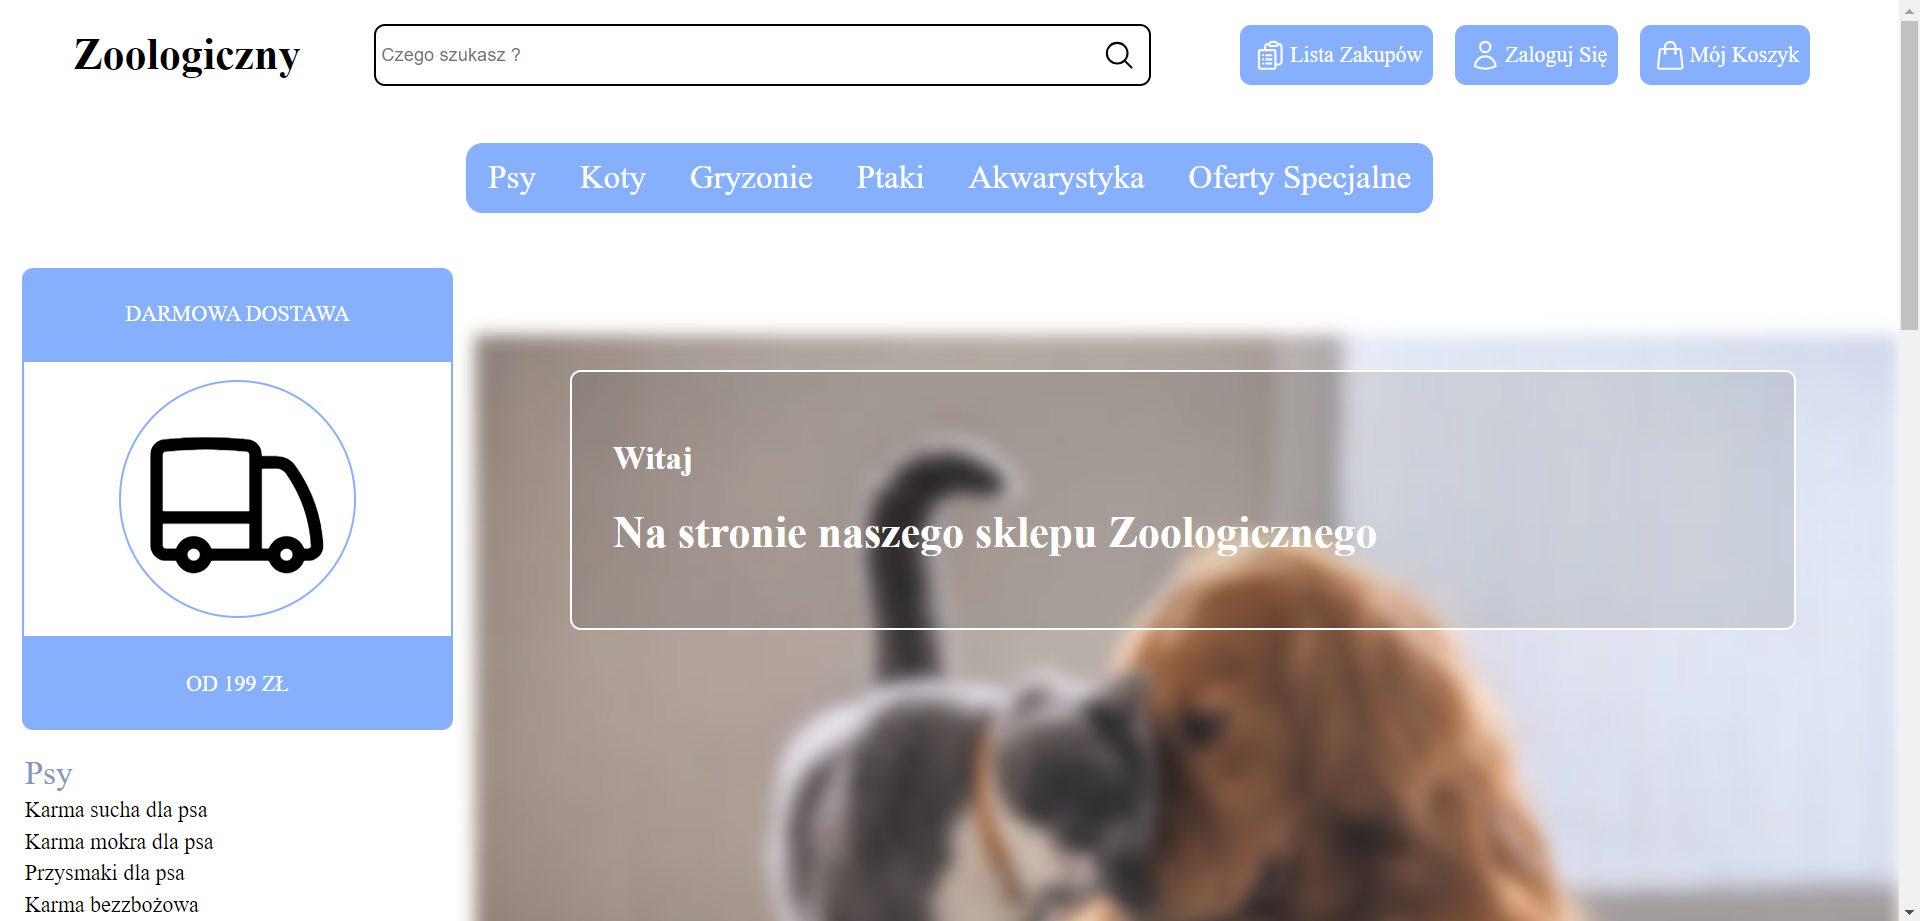 Zoologiczny
Czego szukasz ?
Lista Zakupów
Zaloguj Się
Mój Koszyk
Psy Koty Gryzonie Ptaki Akwarystyka Oferty Specjalne
DARMOWA DOSTAWA
OD 199 ZŁ
Witaj
Na stronie naszego sklepu Zoologicznego
Psy
Karma sucha dla psa
Karma mokra dla psa
Przysmaki dla psa
Karma bezzbożowa